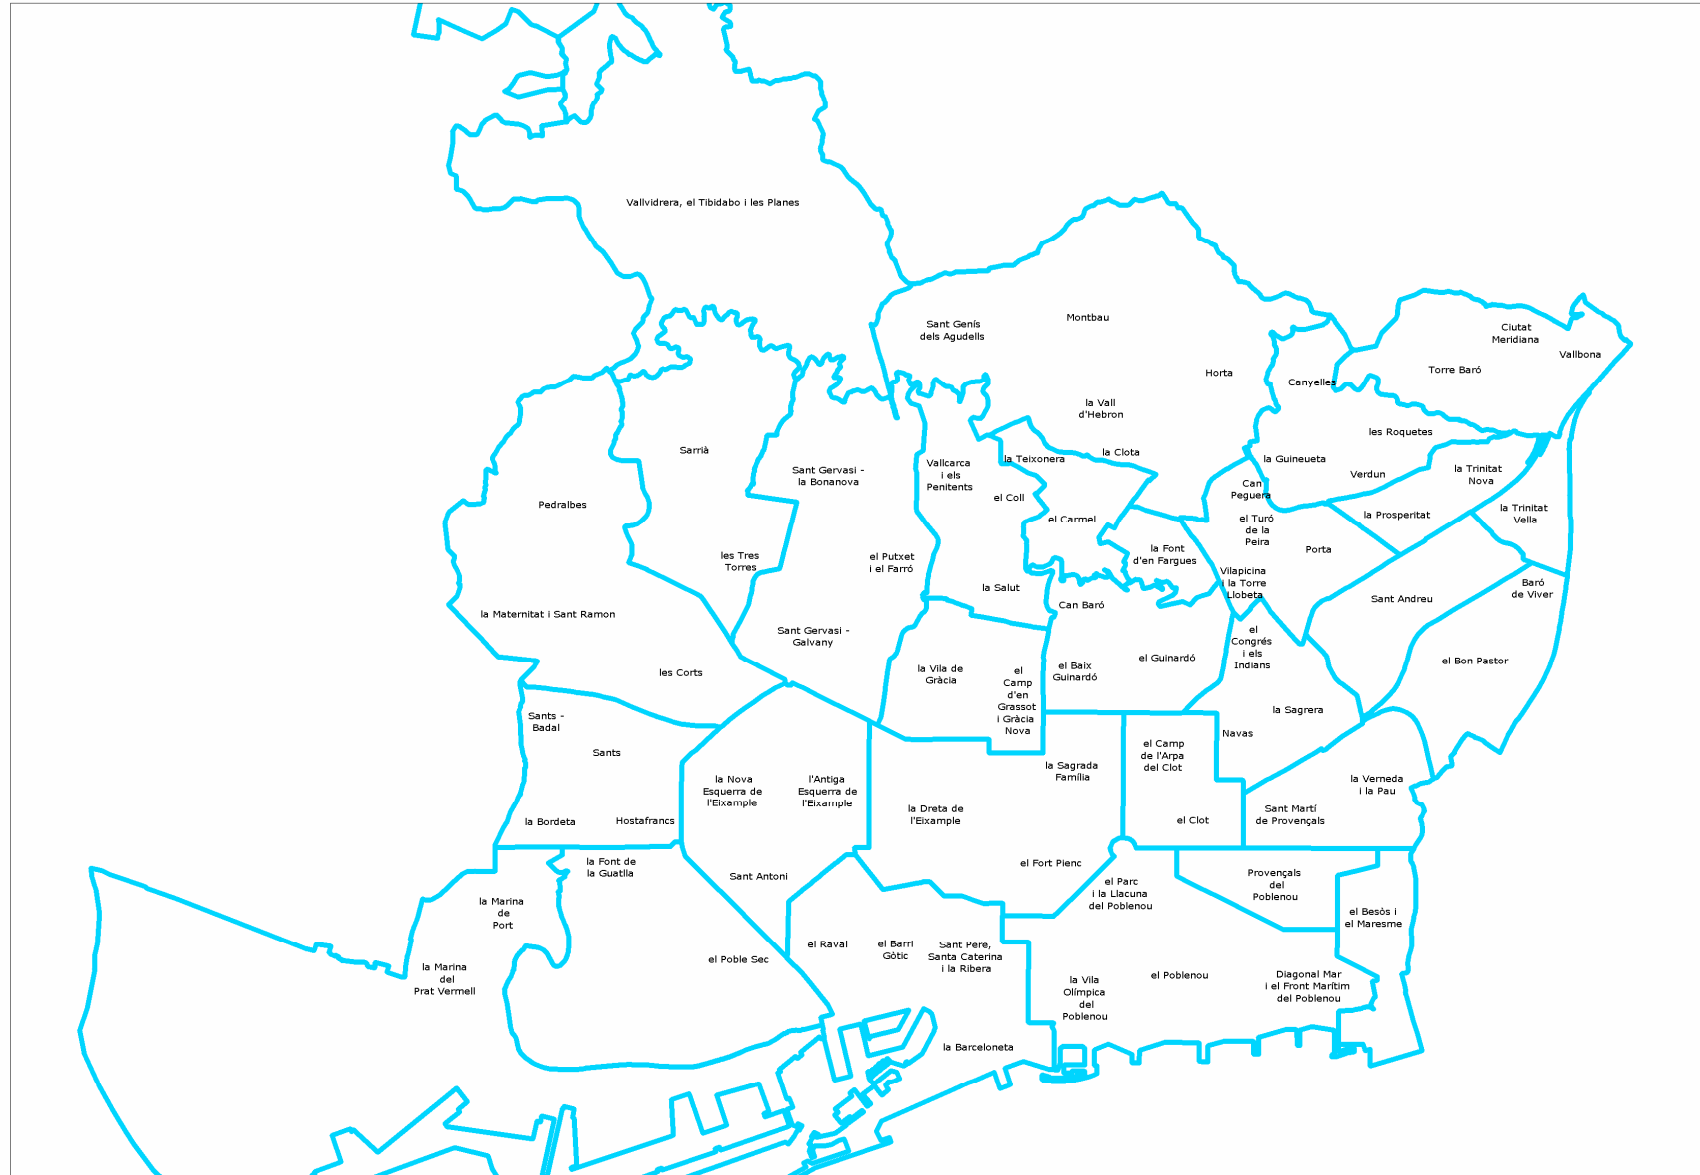 Vallvidrera, el Tibidabo i les Planes
Sant Genís
dels Agudells
Montbau
Ciutat
Meridiana
Vallbona
Torre Baró
Horta
Canyelles
la Vall
d'Hebron
les Roquetes
Sarrià
la Clota
la Teixonera
la Guineueta
Verdun
la Trinitat
Nova
Sant Gervasi -
la Bonanova
Vallcarca
i els
Penitents
el Coll
Can
Peguera
Pedralbes
la Prosperitat
la Trinitat
Vella
el Carmel
el Turó
de la
Peira
Porta
la Font
d'en Fargues
les Tres
Torres
el Putxet
i el Farró
Vilapicina
i la Torre
Llobeta
la Salut
Can Baró
Sant Andreu
Baró
de Viver
la Maternitat i Sant Ramon
Sant Gervasi -
Galvany
el
Congrés
i els
Indians
el Guinardó
el Bon Pastor
les Corts
la Vila de
Gràcia
el
Camp
d'en
Grassot
i Gràcia
Nova
el Baix
Guinardó
la Sagrera
Sants -
Badal
Navas
Sants
el Camp
de l'Arpa
del Clot
la Sagrada
Família
la Nova
Esquerra de
l'Eixample
l'Antiga
Esquerra de
l'Eixample
la Verneda
i la Pau
la Dreta de
l'Eixample
Sant Martí
de Provençals
la Bordeta
Hostafrancs
el Clot
la Font de
la Guatlla
el Fort Pienc
Sant Antoni
el Parc
i la Llacuna
del Poblenou
Provençals
del
Poblenou
la Marina
de
Port
el Besòs i
el Maresme
el Raval
el Barri
Gòtic
Sant Pere,
Santa Caterina
i la Ribera
el Poble Sec
la Marina
del
Prat Vermell
la Vila
Olímpica
del
Poblenou
el Poblenou
Diagonal Mar
i el Front Marítim
del Poblenou
la Barceloneta